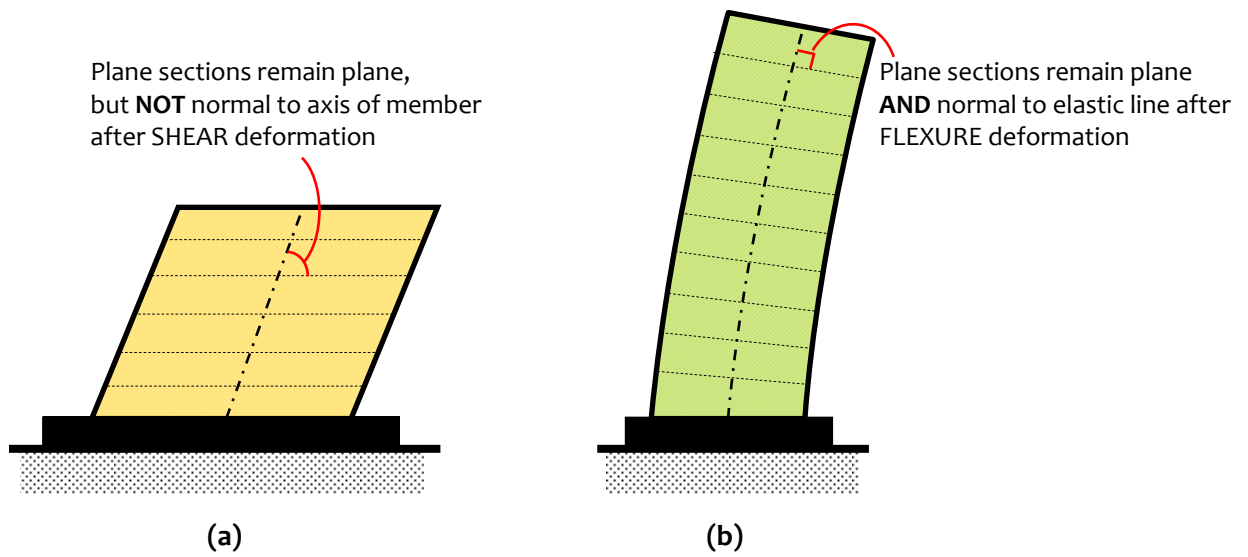 Plane sections remain plane,
but NOT normal to axis of member
after SHEAR deformation
Plane sections remain plane
AND normal to elastic line after
FLEXURE deformation
(a)
(b)